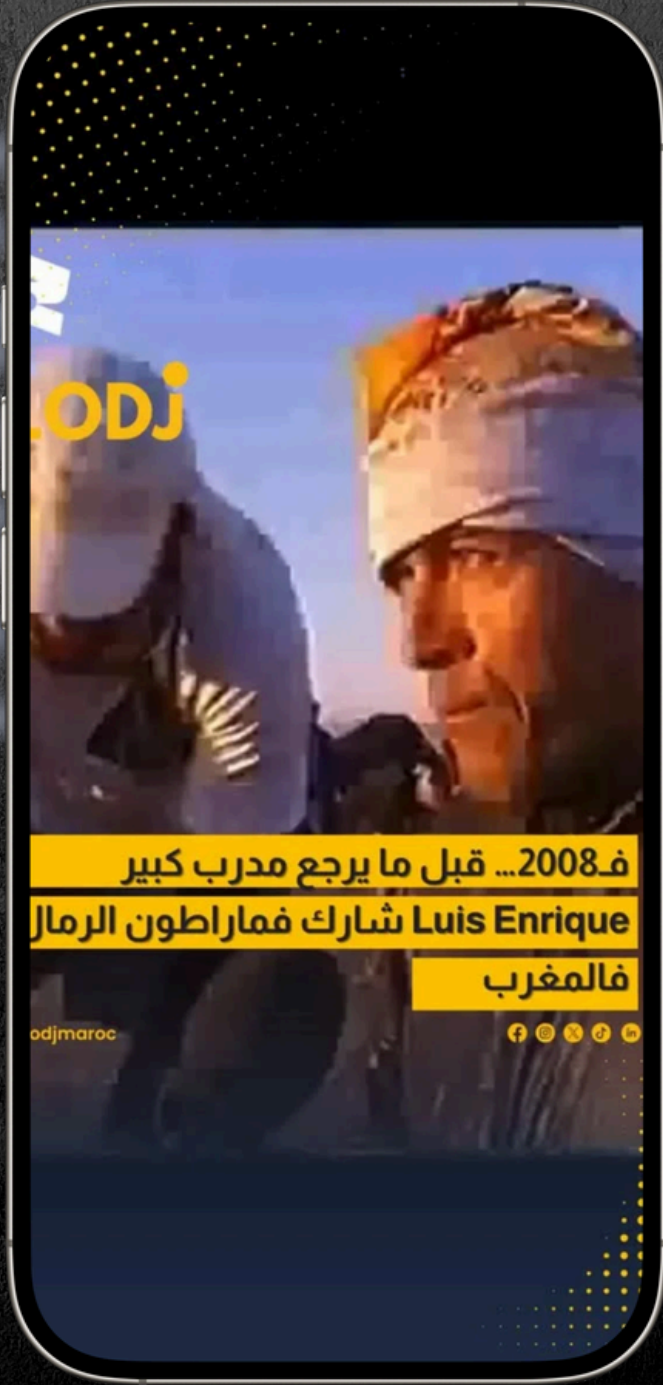 .ODJ
فـ2008... قبل ما يرجع مدرب كبير
Luis Enrique شارك فماراطون الرمال
فالمغرب
odjmaroc